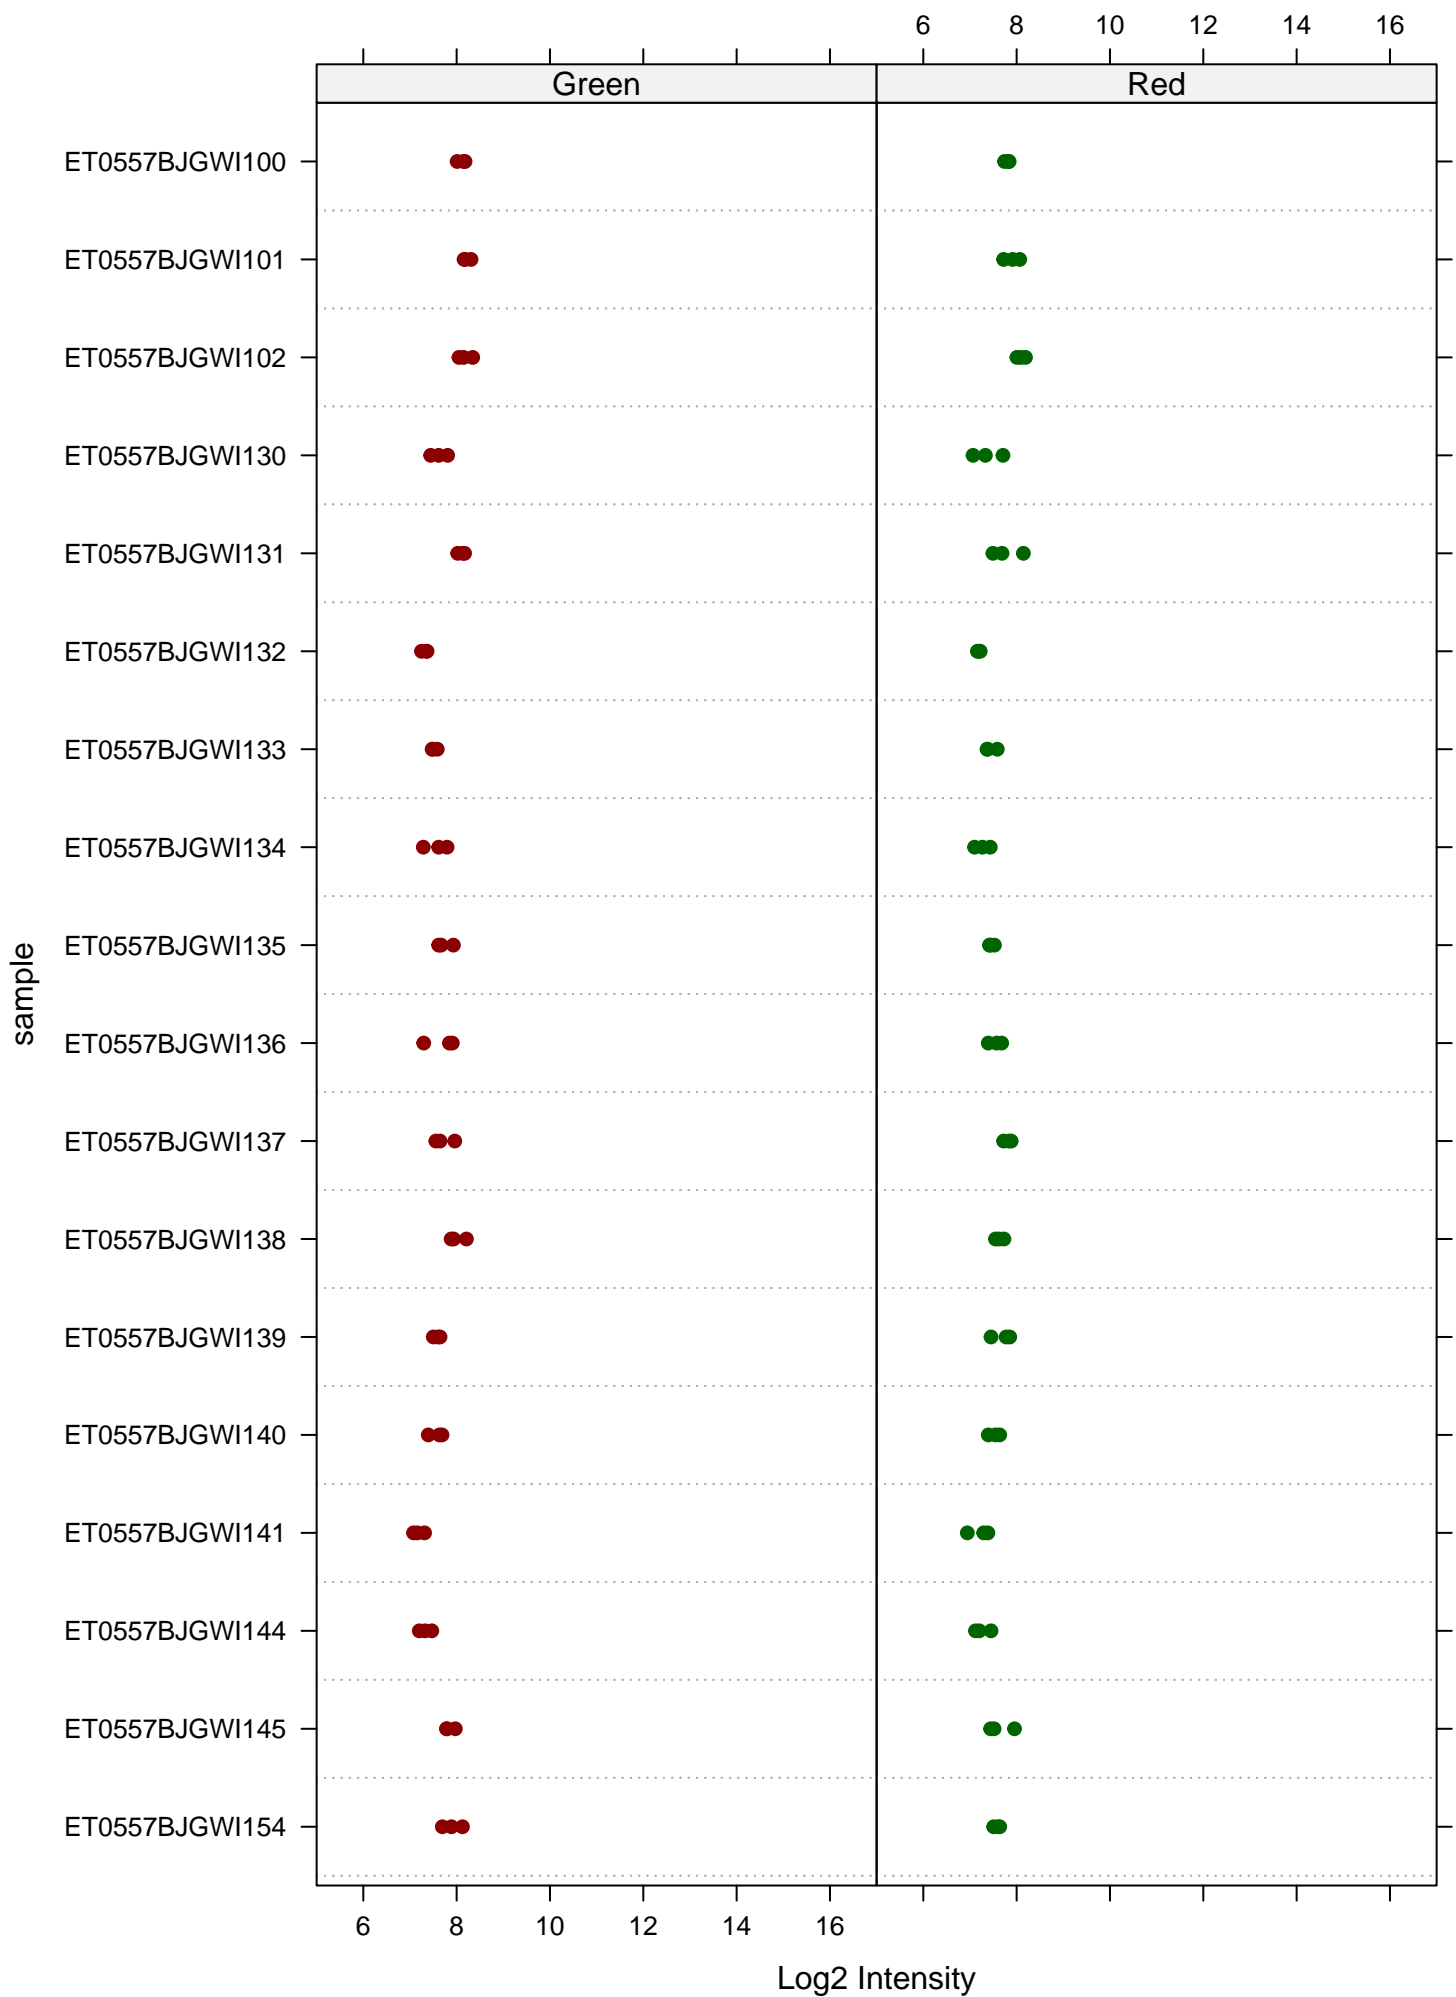 6 8 10 12 14 16
Green Red
ET0557BJGWI100
ET0557BJGWI101
ET0557BJGWI102
ET0557BJGWI130
ET0557BJGWI131
ET0557BJGWI132
ET0557BJGWI133
ET0557BJGWI134
ET0557BJGWI135
ET0557BJGWI136
ET0557BJGWI137
ET0557BJGWI138
ET0557BJGWI139
ET0557BJGWI140
ET0557BJGWI141
ET0557BJGWI144
ET0557BJGWI145
ET0557BJGWI154
sample
6 8 10 12 14 16
Log2 Intensity